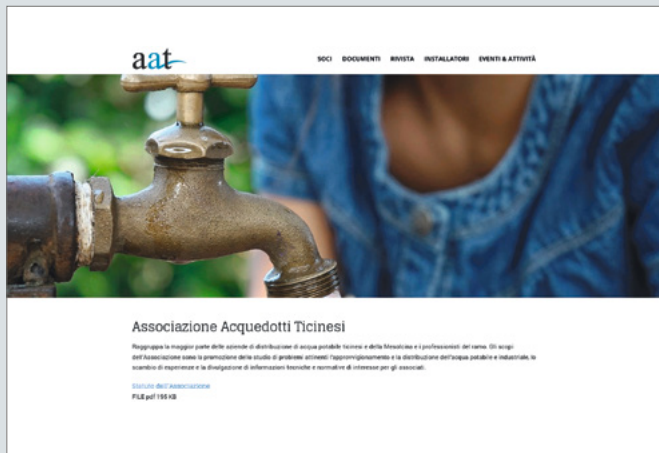 aat
SOCI DOCUMENTI RIVISTA INSTALLATORI EVENTI & ATTIVITÀ
Associazione Acquedotti Ticinesi
Raggruppa la maggior parte delle aziende di distribuzione di acqua potabile ticinesi e della Mesolcina e i professionisti del ramo. Gli scopi
dell'Associazione sono la promozione dello studio di problemi attinenti l'approvvigionamento e la distribuzione dell'acqua potabile e industriale, lo
scambio di esperienze e la divulgazione di informazioni tecniche e normative di interesse per gli associati.
Statuto dell'Associazione
FILE pdf 195 KB